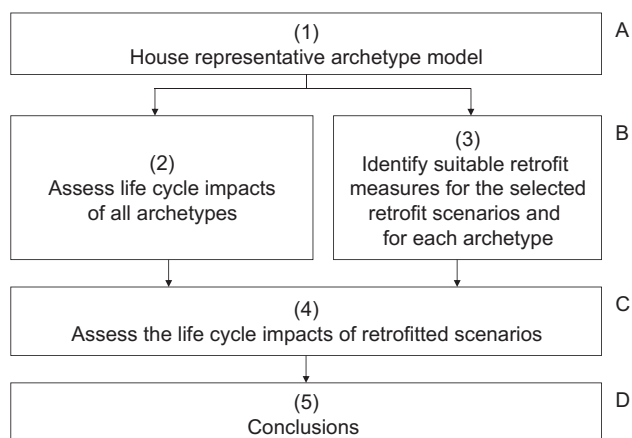 (1)
House representative archetype model
A
(2)
Assess life cycle impacts
of all archetypes
(3)
Identify suitable retrofit
measures for the selected
retrofit scenarios and
for each archetype
B
(4)
Assess the life cycle impacts of retrofitted scenarios
C
(5)
Conclusions
D